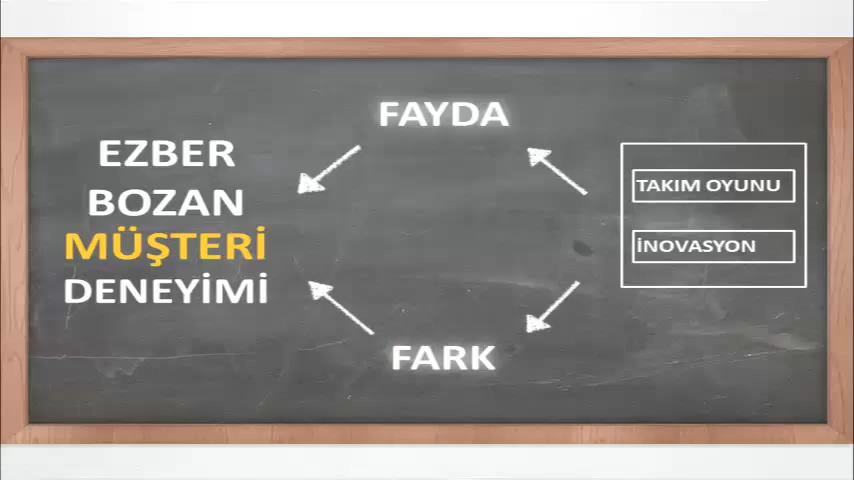 FAYDA
EZBER
BOZAN
MÜŞTERİ
DENEYİMİ
TAKIM OYUNU
İNOVASYON
FARK